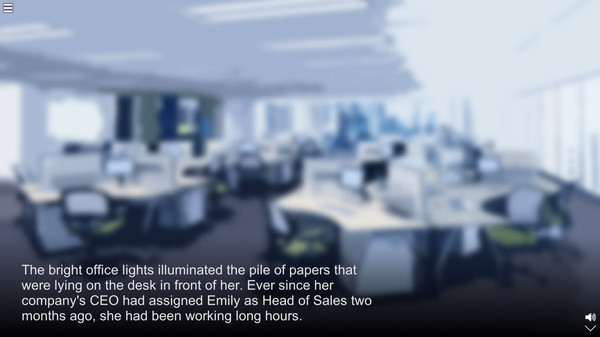 The bright office lights illuminated the pile of papers that
were lying on the desk in front of her. Ever since her
company's CEO had assigned Emily as Head of Sales two
months ago, she had been working long hours.